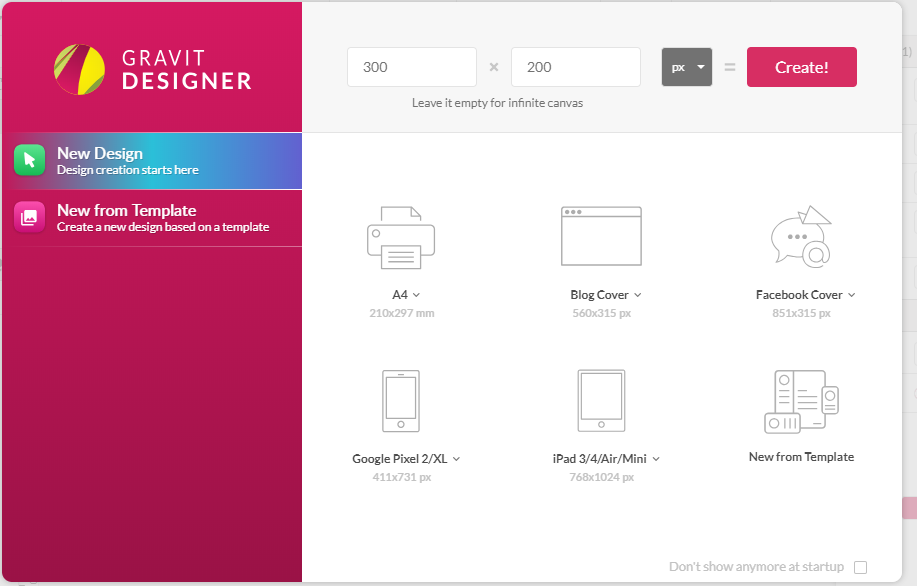 GRAVIT
DESIGNER
New Design
Design creation starts here
New from Template
Create a new design based on a template
300 × 200 px = Create!
Leave it empty for infinite canvas
A4
210x297 mm
Blog Cover
560x315 px
Facebook Cover
851x315 px
Google Pixel 2/XL
411x731 px
iPad 3/4/Air/Mini
768x1024 px
New from Template
Don't show anymore at startup